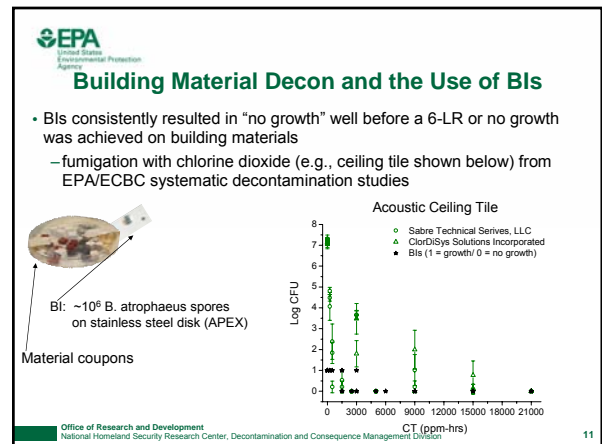 EPA
United States
Environmental Protection
Agency
Building Material Decon and the Use of BIs
• BIs consistently resulted in “no growth” well before a 6-LR or no growth
was achieved on building materials
–fumigation with chlorine dioxide (e.g., ceiling tile shown below) from
EPA/ECBC systematic decontamination studies
BI: ~10⁶ B. atrophaeus spores
on stainless steel disk (APEX)
Material coupons
Acoustic Ceiling Tile
Sabre Technical Serives, LLC
ClorDiSys Solutions Incorporated
BIs (1 = growth/ 0 = no growth)
Log CFU
8
7
6
5
4
3
2
1
0
0 3000 6000 9000 12000 15000 18000 21000
CT (ppm-hrs)
Office of Research and Development
National Homeland Security Research Center, Decontamination and Consequence Management Division
11